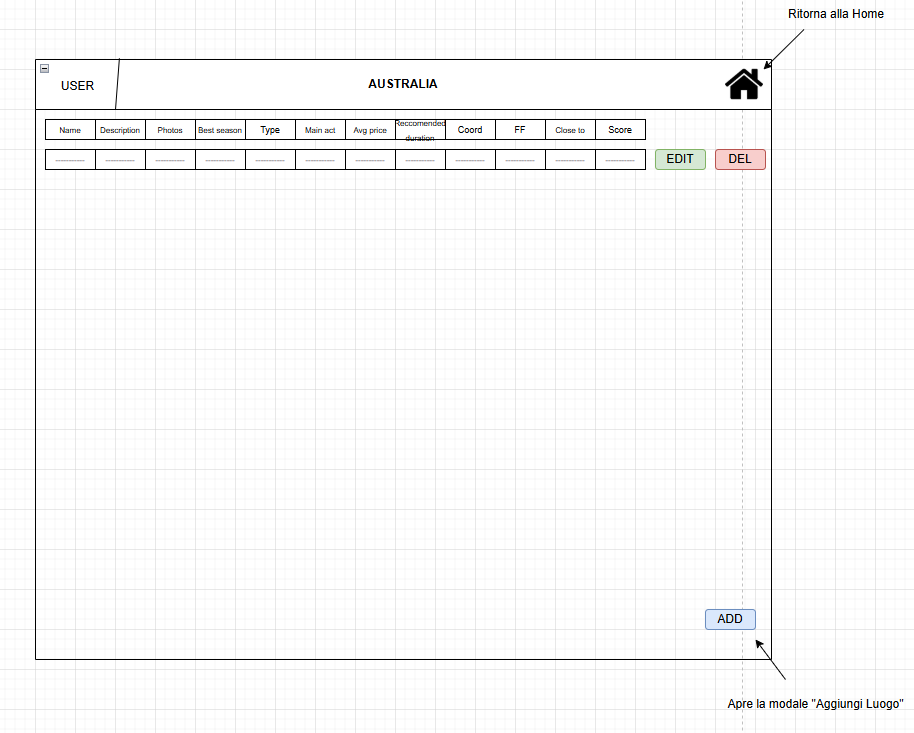 Ritorna alla Home
USER
AUSTRALIA
Name Description Photos Best season Type Main act Avg price Reccomended duration Coord FF Close to Score
------------ ------------ ------------ ------------ ------------ ------------ ------------ ------------ ------------ ------------ ------------ ------------ EDIT DEL
ADD
Apre la modale "Aggiungi Luogo"